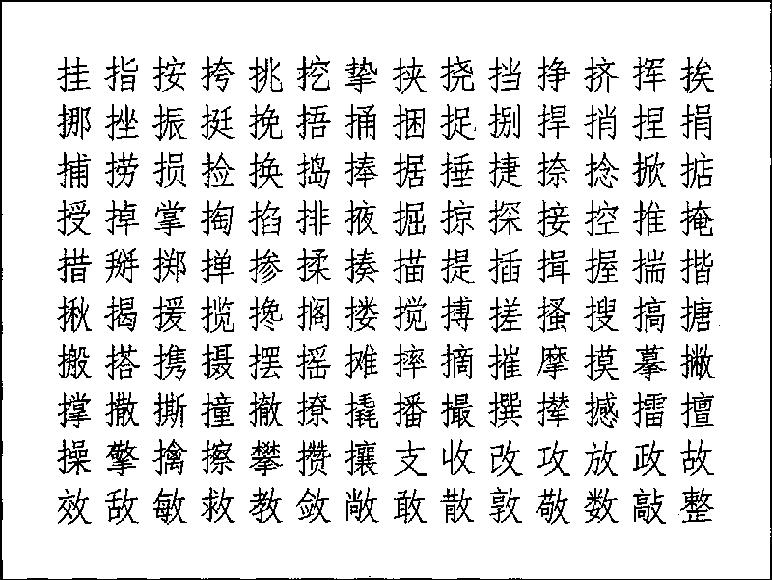 挂指按挎挑挖挚挟挠挡挣挤挥挨
挪挫振挺挽捂捅捆捉捌捍捎捏捐
捕捞损捡换捣捧据捶捷捺捻掀掂
授掉掌掏掐排掖掘掠探接控推掩
措掰掷掸掺揉揍描提插揖握揣揩
揪揭援揽搀搁搂搅搏搓搔搜搞搪
搬搭携摄摆摇摊摔摘摧摩摸摹撇
撑撒撕撞撤撩撬播撮撰撵撼擂擅
操擎擒擦攀攒攘支收改攻放政故
效敌敏救教敛敞敢散敦敬数敲整